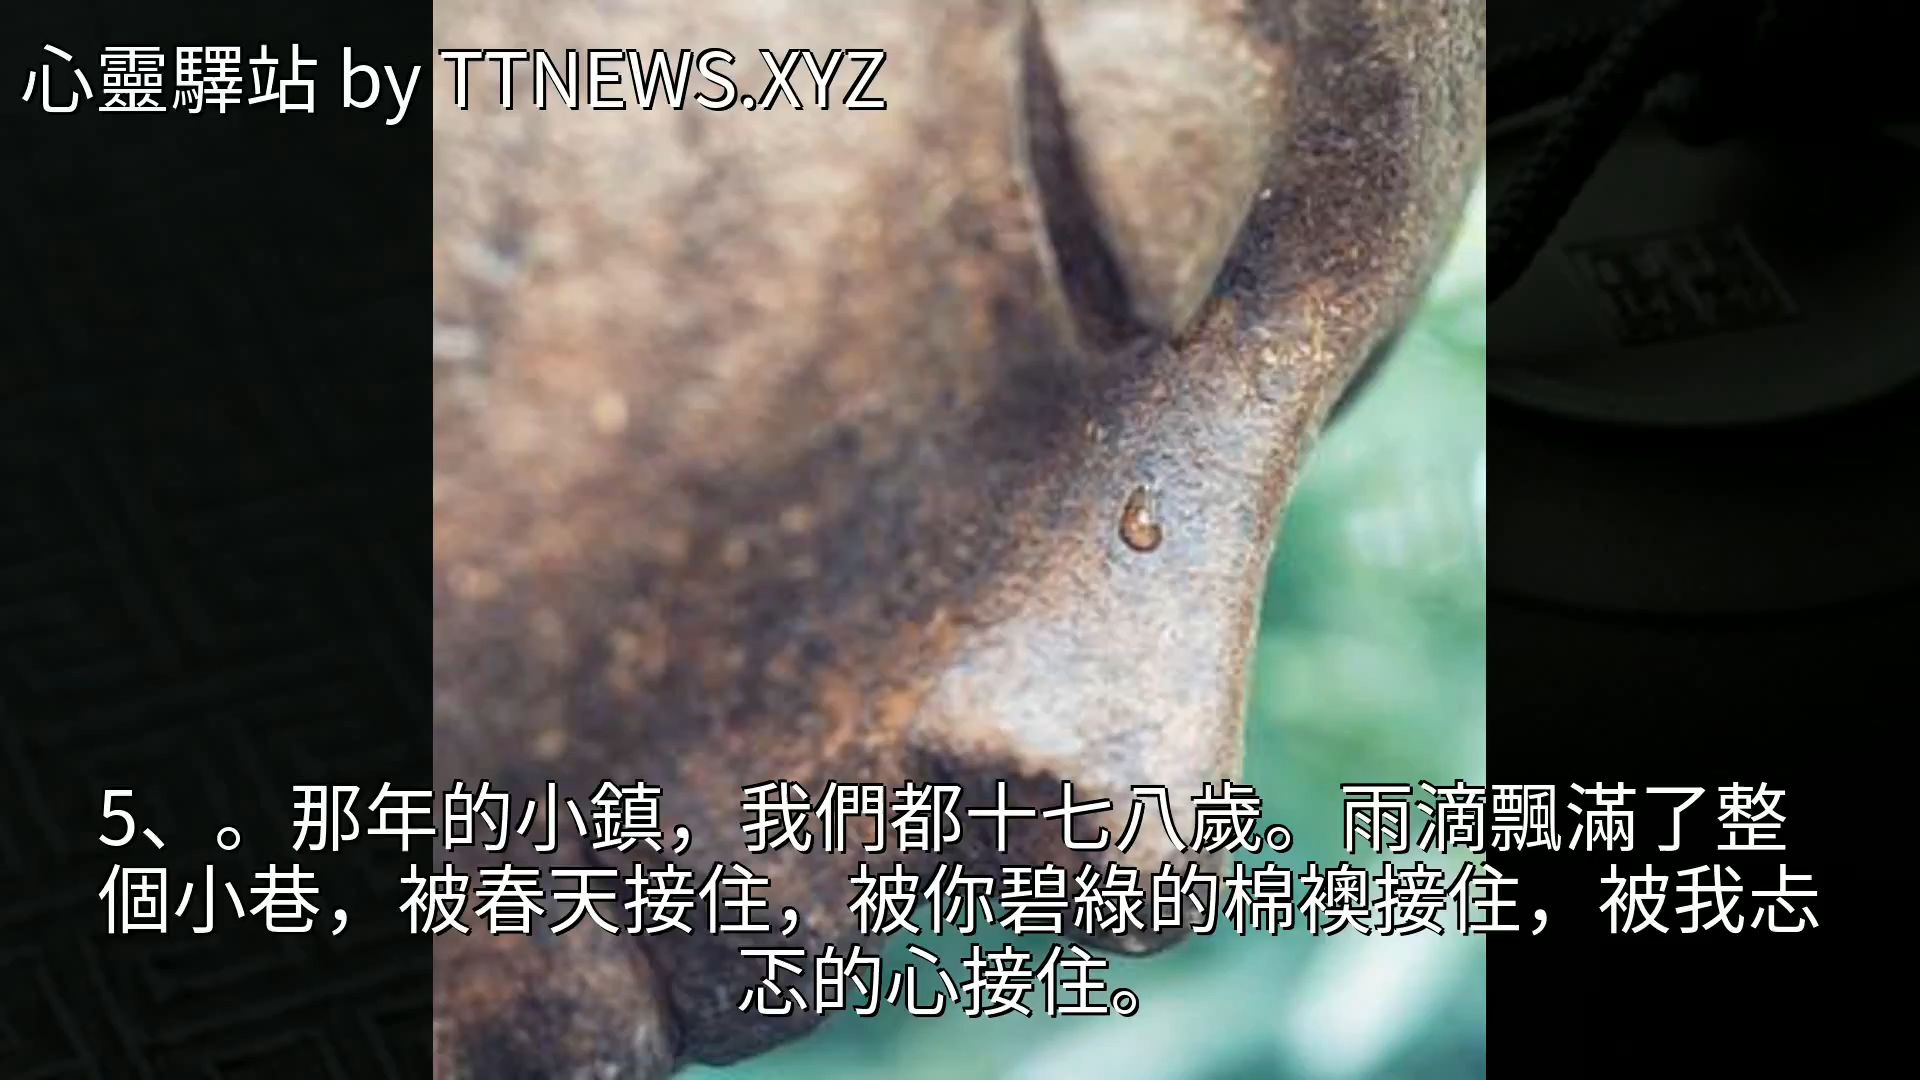 心靈驛站 by TTNEWS.XYZ
5、。那年的小鎮，我們都十七八歲。雨滴飄滿了整
個小巷，被春天接住，被你碧綠的棉襖接住，被我忐
忑的心接住。